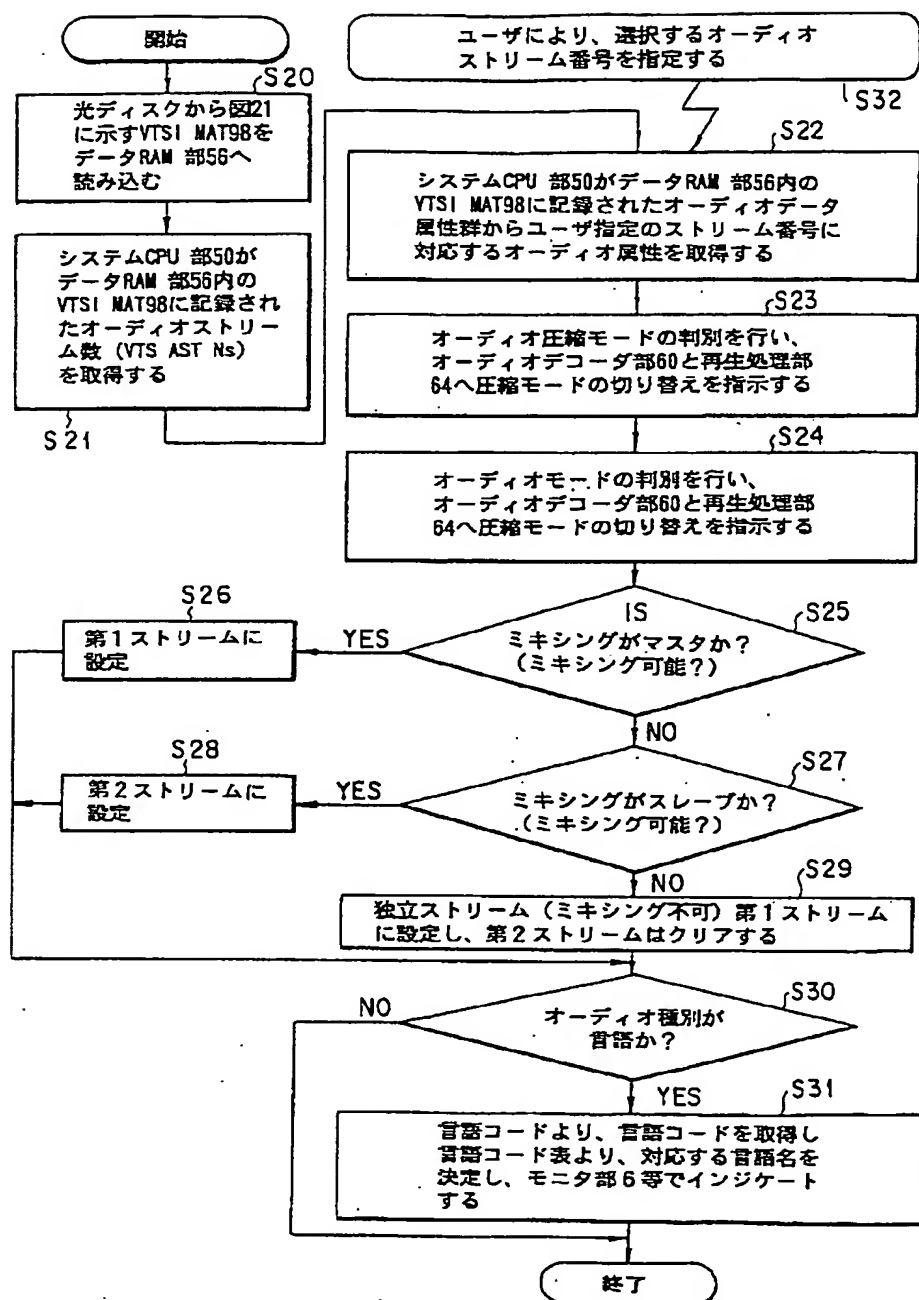 開始
S20
光ディスクから図21
に示すVTSI MAT98を
データRAM 部56へ
読み込む
システムCPU 部50が
データRAM 部56内の
VTSI MAT98に記録され
たオーディオストリー
ム数 (VTS AST Ns)
を取得する
S21
ユーザにより、選択するオーディオ
ストリーム番号を指定する
S32
S22
システムCPU 部50がデータRAM 部56内の
VTSI MAT98に記録されたオーディオデータ
属性群からユーザ指定のストリーム番号に
対応するオーディオ属性を取得する
S23
オーディオ圧縮モードの判別を行い、
オーディオデコーダ部60と再生処理部
64へ圧縮モードの切り替えを指示する
S24
オーディオモードの判別を行い、
オーディオデコーダ部60と再生処理部
64へ圧縮モードの切り替えを指示する
S25
IS
ミキシングがマスタか？
(ミキシング可能？)
YES
S26
第1ストリームに
設定
NO
S27
ミキシングがスレーブか？
(ミキシング可能？)
YES
S28
第2ストリームに
設定
NO
S29
独立ストリーム (ミキシング不可) 第1ストリーム
に設定し、第2ストリームはクリアする
S30
オーディオ種別が
言語か？
NO
YES
S31
言語コードより、言語コードを取得し
言語コード表より、対応する言語名を
決定し、モニタ部6等でインジケート
する
終了